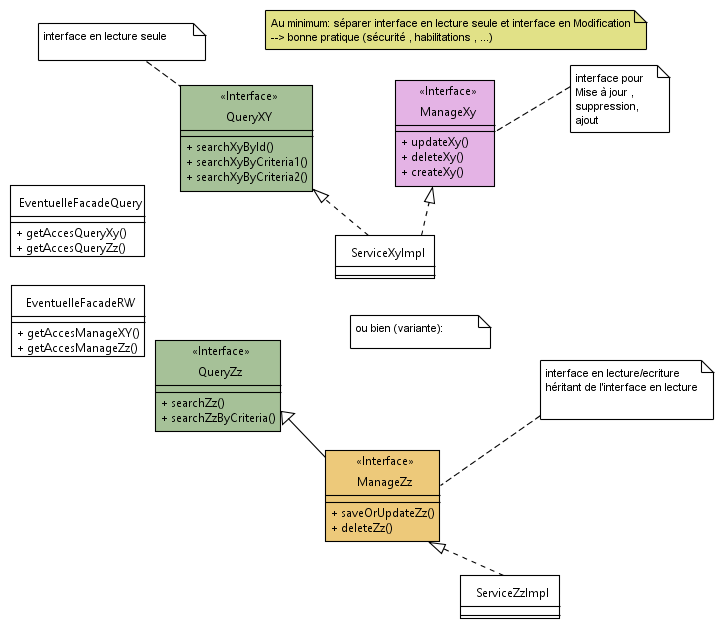 Au minimum: séparer interface en lecture seule et interface en Modification
--> bonne pratique (sécurité , habilitations , ...)
interface en lecture seule
«Interface»
QueryXY
+ searchXyById()
+ searchXyByCriteria1()
+ searchXyByCriteria2()
«Interface»
ManageXy
+ updateXy()
+ deleteXy()
+ createXy()
interface pour
Mise à jour ,
suppression,
ajout
EventuelleFacadeQuery
+ getAccesQueryXy()
+ getAccesQueryZz()
ServiceXyImpl
EventuelleFacadeRW
+ getAccesManageXY()
+ getAccesManageZz()
ou bien (variante):
«Interface»
QueryZz
+ searchZz()
+ searchZzByCriteria()
interface en lecture/ecriture
héritant de l'interface en lecture
«Interface»
ManageZz
+ saveOrUpdateZz()
+ deleteZz()
ServiceZzImpl